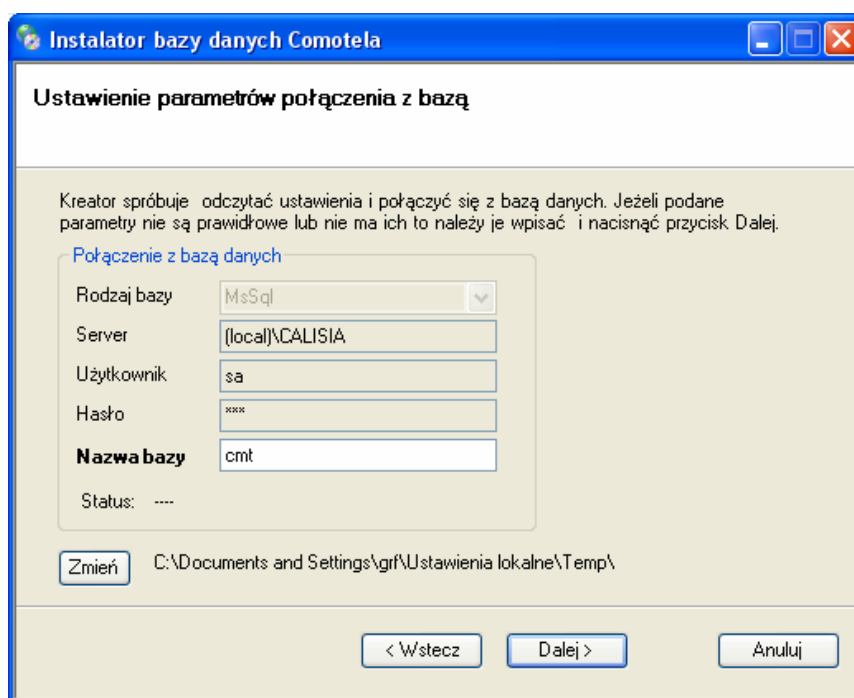 Instalator bazy danych Comotela
Ustawienie parametrów połączenia z bazą
Kreator spróbuje odczytać ustawienia i połączyć się z bazą danych. Jeżeli podane
parametry nie są prawidłowe lub nie ma ich to należy je wpisać i nacisnąć przycisk Dalej.
Połączenie z bazą danych
Rodzaj bazy MsSql
Server (local)\CALISIA
Użytkownik sa
Hasło ***
Nazwa bazy cmt
Status: ----
Zmień C:\Documents and Settings\grf\Ustawienia lokalne\Temp\
< Wstecz Dalej > Anuluj